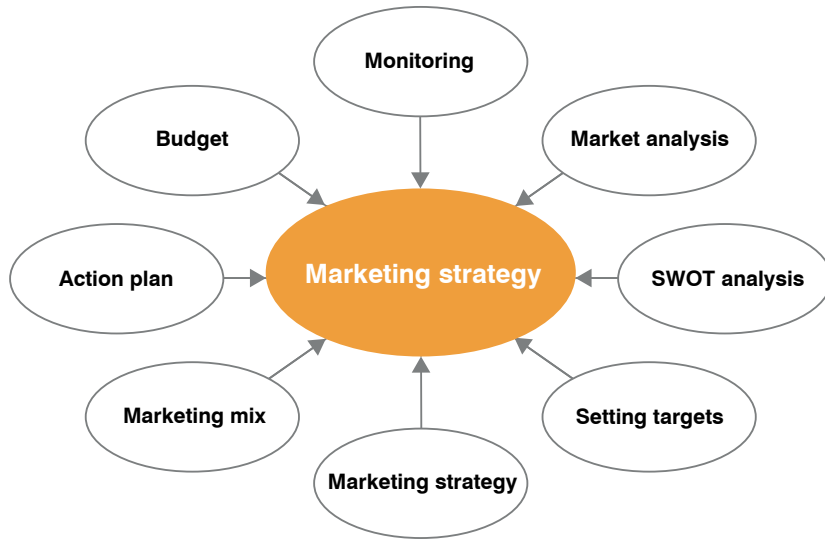 Monitoring
Budget
Market analysis
Action plan
Marketing strategy
SWOT analysis
Marketing mix
Setting targets
Marketing strategy